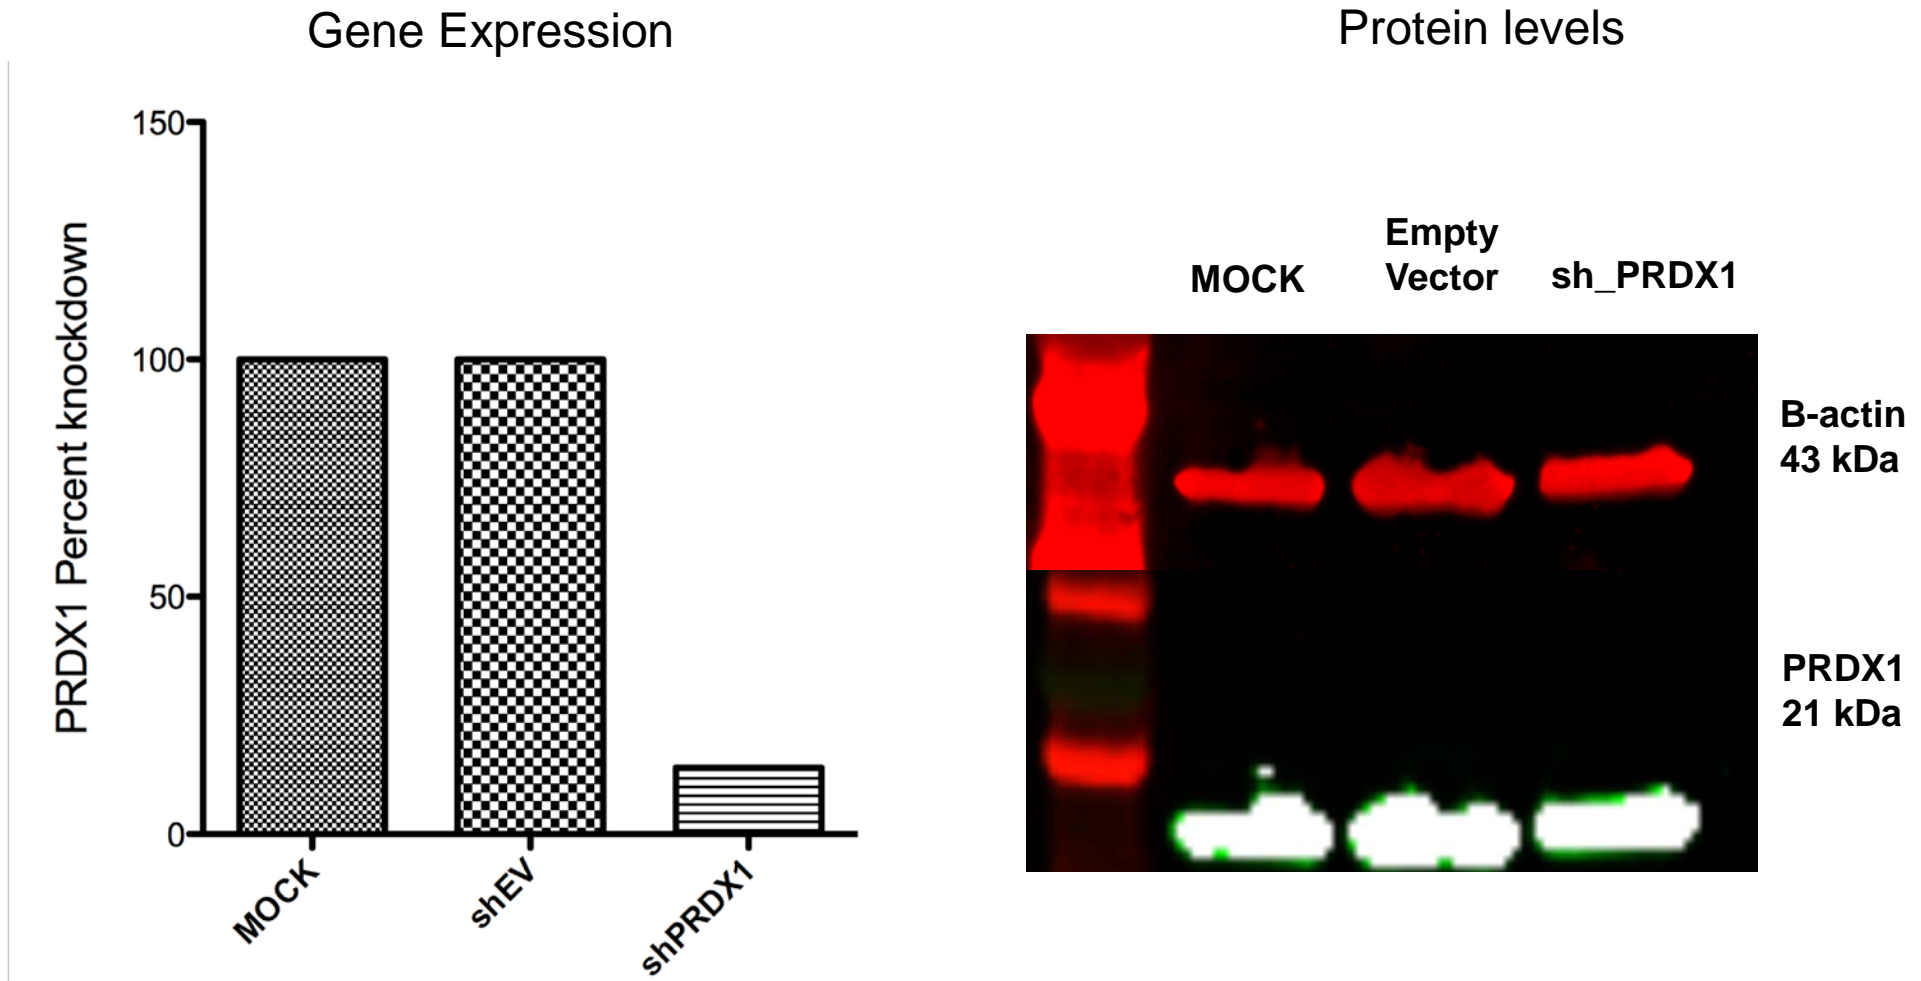 Gene Expression
150
100
50
0
PRDX1 Percent knockdown
MOCK
shEV
shPRDX1
Protein levels
MOCK
Empty
Vector
sh_PRDX1
B-actin
43 kDa
PRDX1
21 kDa